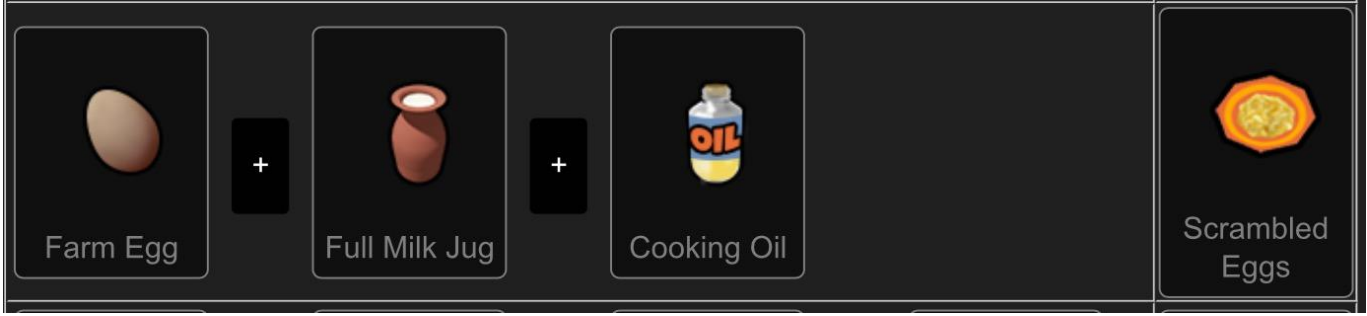 Farm Egg
+
Full Milk Jug
+
OIL
Cooking Oil
Scrambled
Eggs